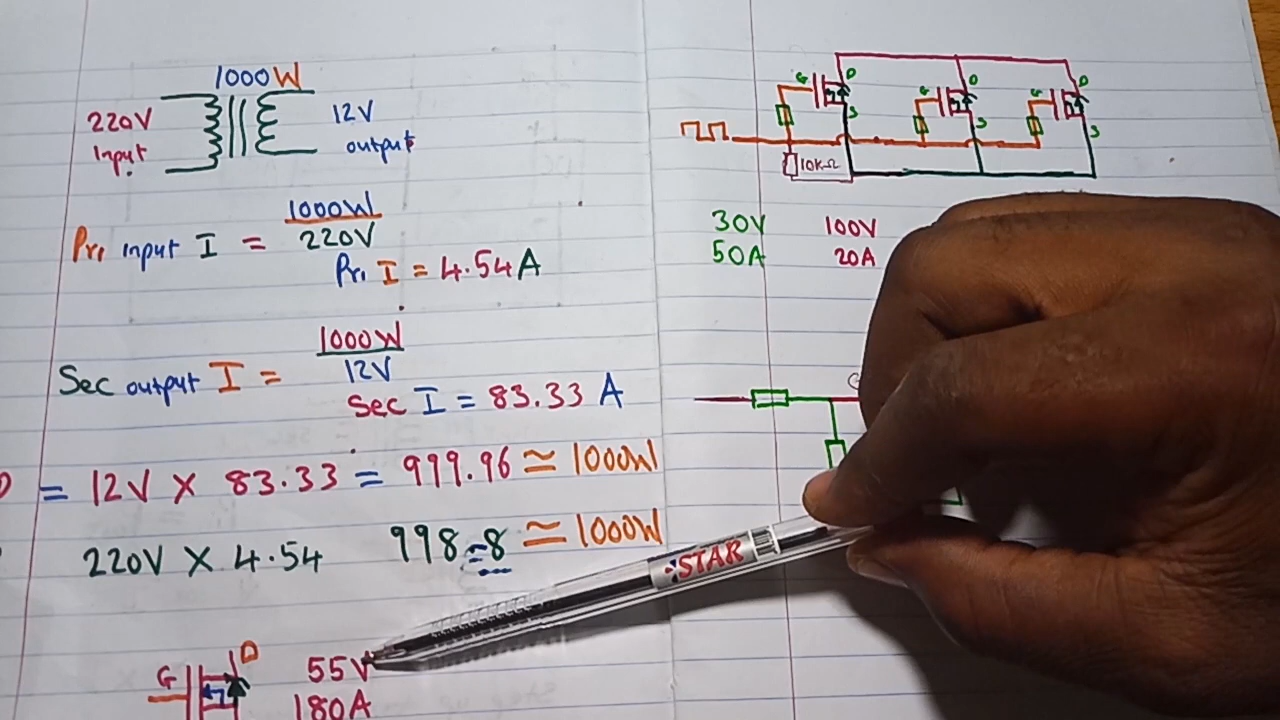 1000W
220V
Input
12V
output
Pri input I = 1000W
220V
Pri I = 4.54A
Sec output I = 1000W
12V
Sec I = 83.33 A
= 12V X 83.33 = 999.96 ≃ 1000W
220V X 4.54 998.8 ≃ 1000W
G D 55V
180A
G D S
G D S
G D S
10KΩ
30V 100V
50A 20A
STAR